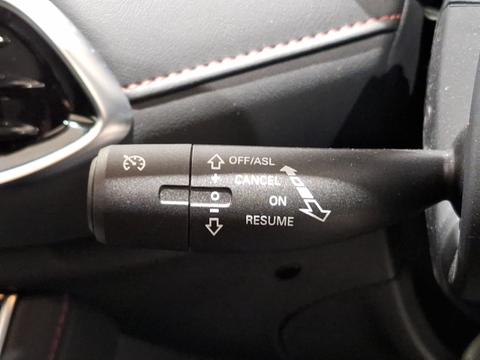 OFF/ASL
+ CANCEL
O ON
– RESUME